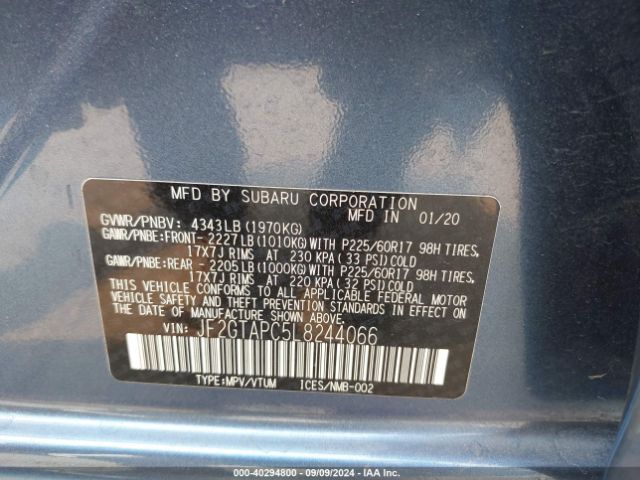 MFD BY SUBARU CORPORATION
MFD IN 01/20
GVWR/PNBV: 4343LB (1970KG)
GAWR/PNBE:FRONT-2227LB (1010KG) WITH P225/60R17 98H TIRES,
17X7J RIMS AT 230 KPA (33 PSI) COLD
GAWR/PNBE:REAR -2205LB (1000KG) WITH P225/60R17 98H TIRES,
17X7J RIMS AT 220 KPA (32 PSI) COLD
THIS VEHICLE CONFORMS TO ALL APPLICABLE FEDERAL MOTOR
VEHICLE SAFETY AND THEFT PREVENTION STANDARDS IN EFFECT ON
THE DATE OF MANUFACTURE SHOWN ABOVE.
VIN: JF2GTAPC5L8244066
TYPE:MPV/VTUM ICES/NMB-002
000-40294800 - 09/09/2024 - IAA Inc.